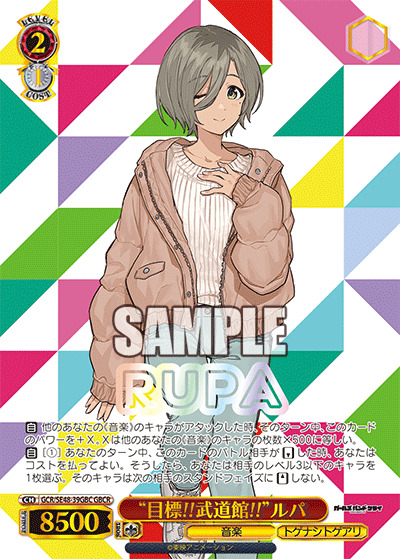 レベル
2
1
COST
SAMPLE
RUPA
自 他のあなたの《音楽》のキャラがアタックした時、そのターン中、このカード
のパワーを＋X。Xは他のあなたの《音楽》のキャラの枚数×500に等しい。
自 [①] あなたのターン中、このカードのバトル相手が した時、あなたは
コストを払ってよい。そうしたら、あなたは相手のレベル3以下のキャラを
1枚選ぶ。そのキャラは次の相手のスタンドフェイズに しない。
GCR/SE48-39GBC GBCR
"目標!!武道館!!"ルパ
8500
音楽
トゲナシトゲアリ
ガールズバンドクライ
©東映アニメーション